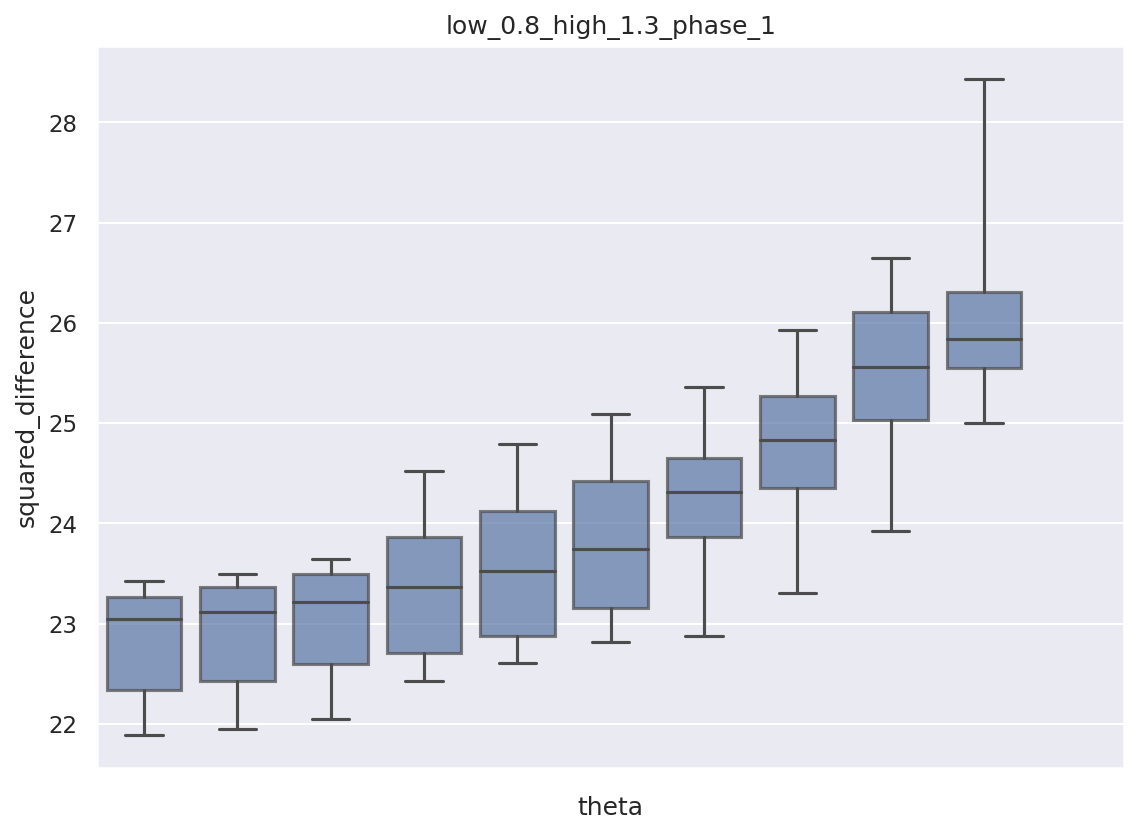 low_0.8_high_1.3_phase_1
28
27
26
25
24
23
22
squared_difference
theta